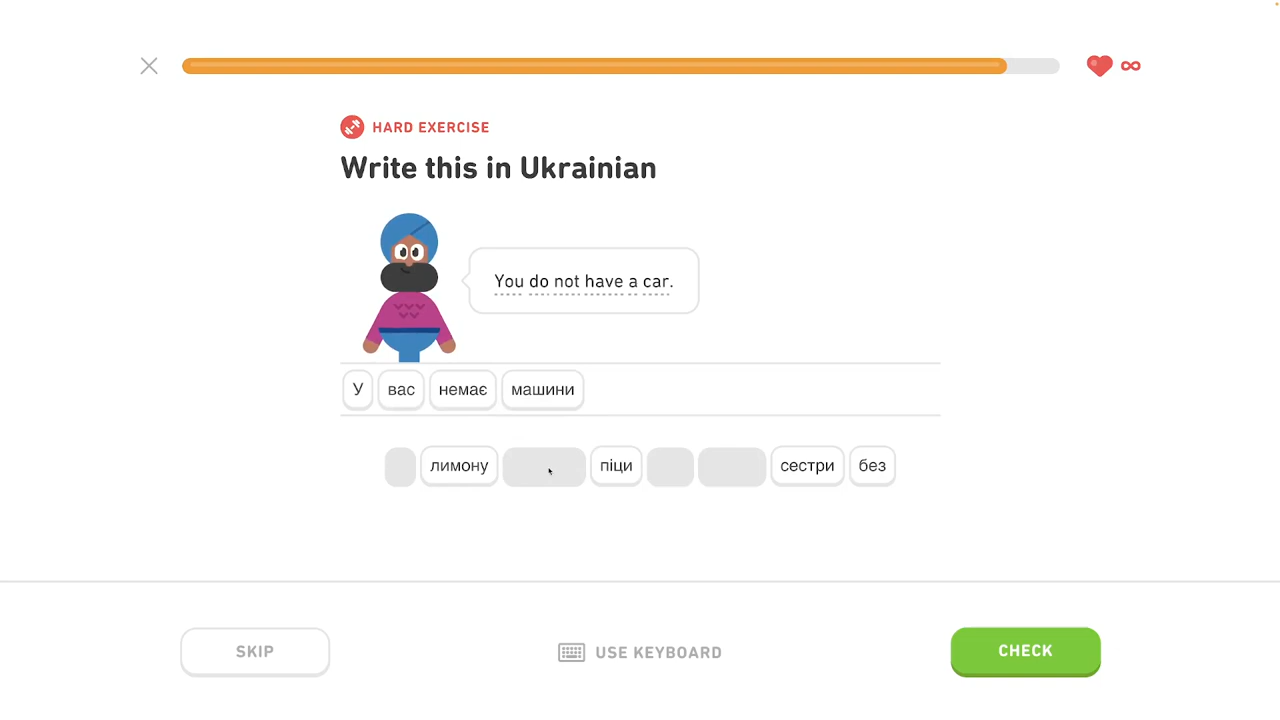 HARD EXERCISE
Write this in Ukrainian
You do not have a car.
У вас немає машини
лимону піци сестри без
SKIP USE KEYBOARD CHECK